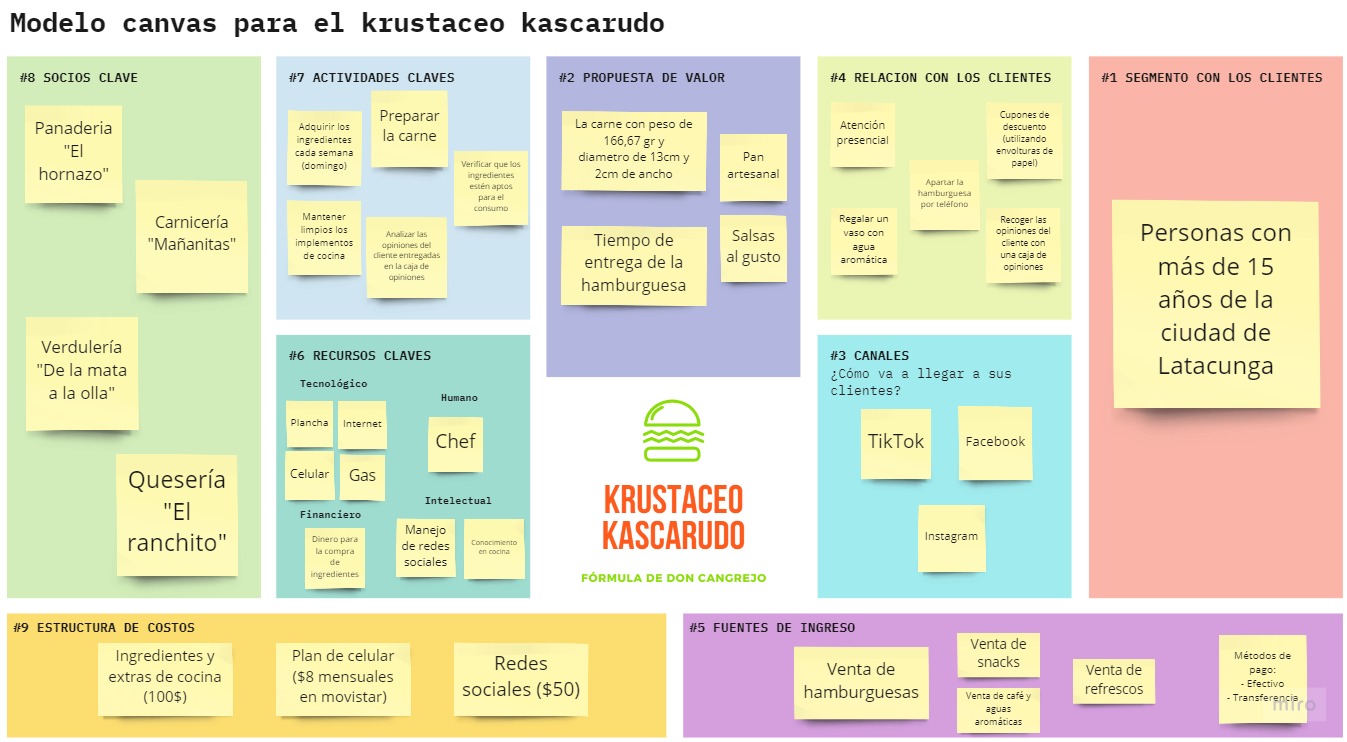 Modelo canvas para el krustaceo kascarudo
#8 SOCIOS CLAVE
Panaderia
"El
hornazo"
Carnicería
"Mañanitas"
Verdulería
"De la mata
a la olla"
Quesería
"El
ranchito"
#7 ACTIVIDADES CLAVES
Adquirir los
ingredientes
cada semana
(domingo)
Preparar
la carne
Verificar que los
ingredientes
estén aptos
para el
consumo
Mantener
limpios los
implementos
de cocina
Analizar las
opiniones del
cliente entregadas
en la caja de
opiniones
#6 RECURSOS CLAVES
Tecnológico
Plancha
Internet
Celular
Gas
Humano
Chef
Financiero
Dinero para
la compra
de
ingredientes
Intelectual
Manejo
de redes
sociales
Conocimiento
en cocina
#2 PROPUESTA DE VALOR
La carne con peso de
166,67 gr y
diametro de 13cm y
2cm de ancho
Pan
artesanal
Tiempo de
entrega de la
hamburguesa
Salsas
al gusto
KRUSTACEO
KASCARUDO
FÓRMULA DE DON CANGREJO
#4 RELACION CON LOS CLIENTES
Atención
presencial
Cupones de
descuento
(utilizando
envolturas de
papel)
Apartar la
hamburguesa
por teléfono
Regalar un
vaso con
agua
aromática
Recoger las
opiniones del
cliente con
una caja de
opiniones
#3 CANALES
¿Cómo va a llegar a sus
clientes?
TikTok
Facebook
Instagram
#1 SEGMENTO CON LOS CLIENTES
Personas con
más de 15
años de la
ciudad de
Latacunga
#9 ESTRUCTURA DE COSTOS
Ingredientes y
extras de cocina
(100$)
Plan de celular
($8 mensuales
en movistar)
Redes
sociales ($50)
#5 FUENTES DE INGRESO
Venta de
hamburguesas
Venta de
snacks
Venta de café y
aguas
aromáticas
Venta de
refrescos
Métodos de
pago:
- Efectivo
- Transferencia
miro